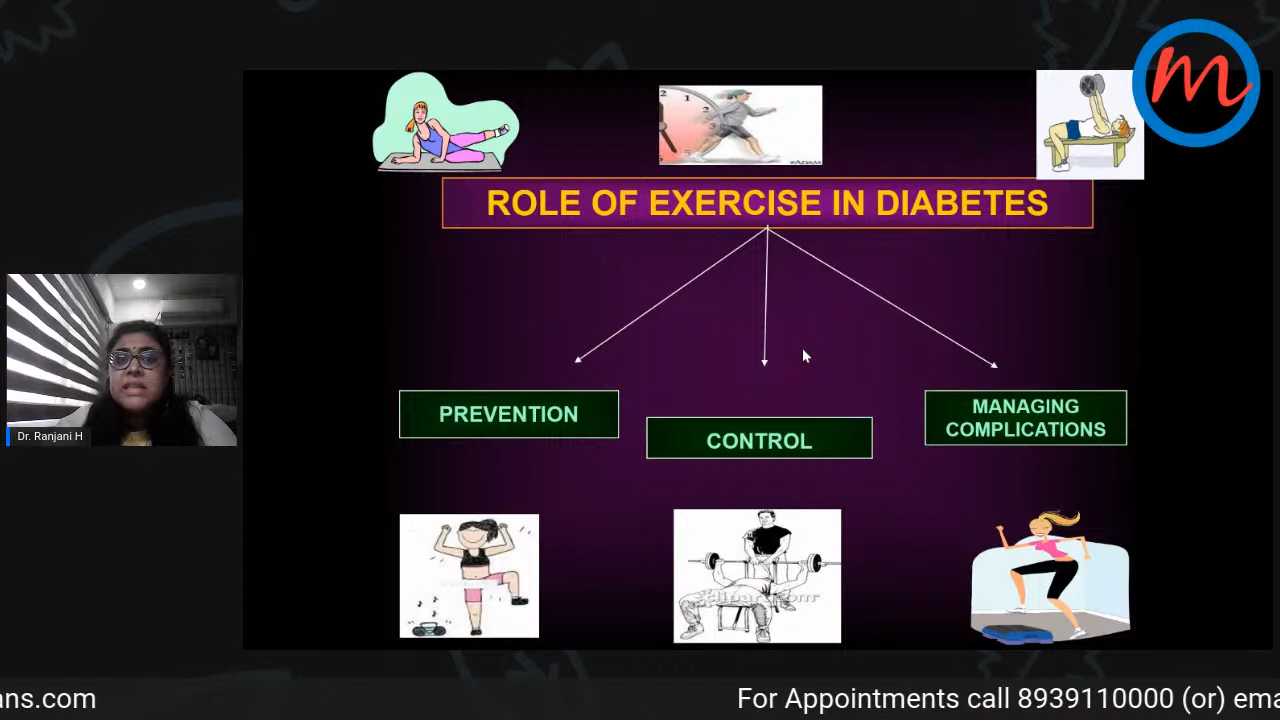 m
ROLE OF EXERCISE IN DIABETES
PREVENTION
CONTROL
MANAGING
COMPLICATIONS
Dr. Ranjani H
ans.com
For Appointments call 8939110000 (or) ema